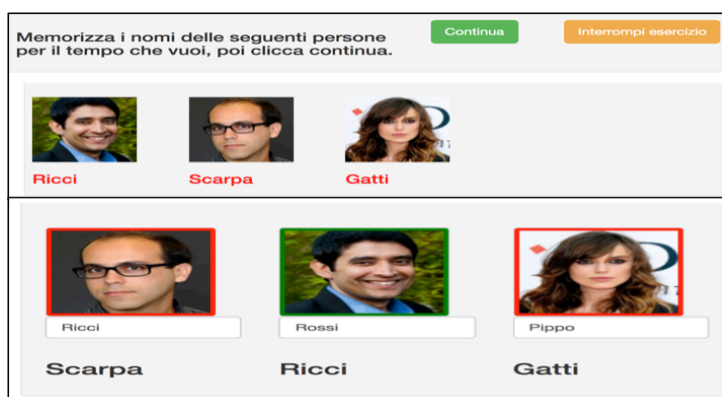 Memorizza i nomi delle seguenti persone
per il tempo che vuoi, poi clicca continua.
Continua
Interrompi esercizio
Ricci
Scarpa
Gatti
Ricci
Rossi
Pippo
Scarpa
Ricci
Gatti